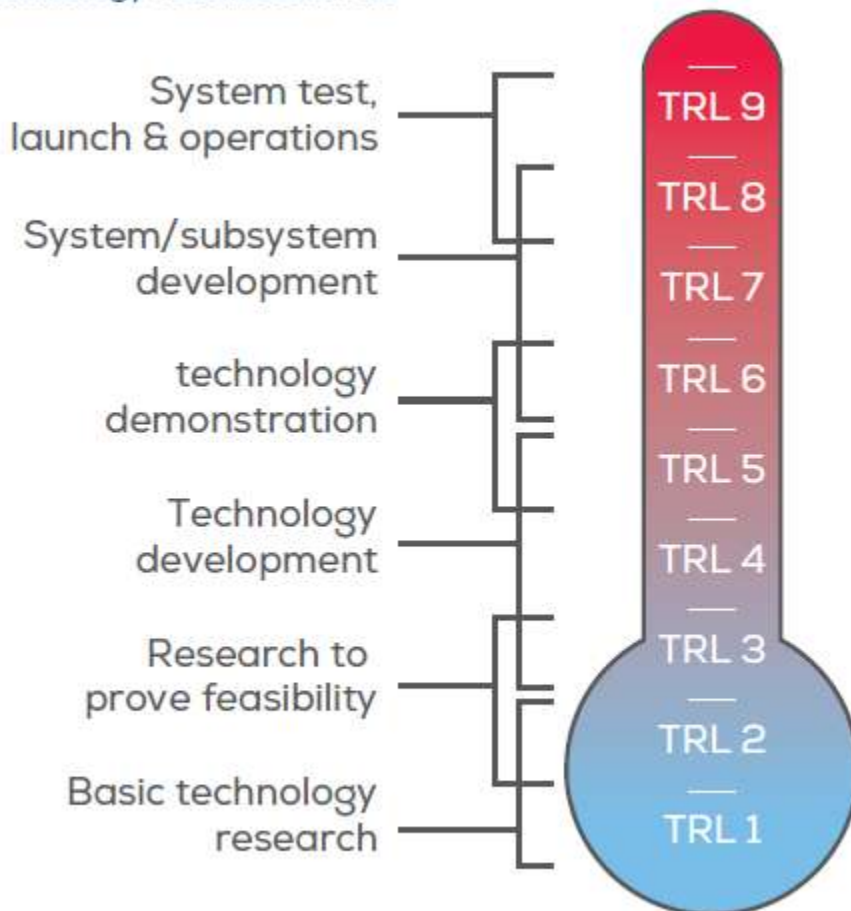 System test,
launch & operations
System/subsystem
development
technology
demonstration
Technology
development
Research to
prove feasibility
Basic technology
research
TRL 9
TRL 8
TRL 7
TRL 6
TRL 5
TRL 4
TRL 3
TRL 2
TRL 1